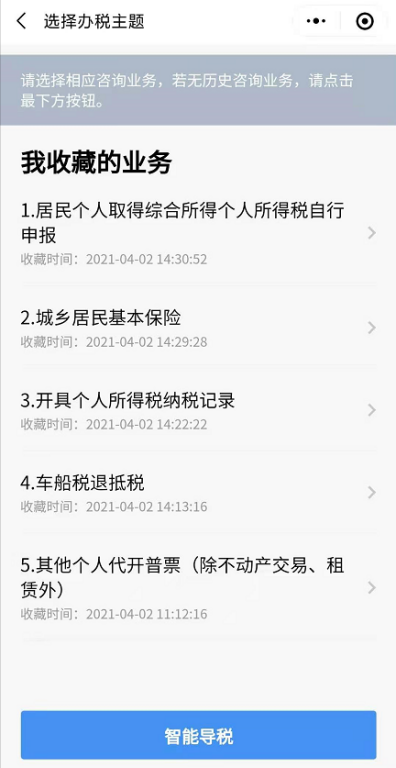 选择办税主题
请选择相应咨询业务，若无历史咨询业务，请点击
最下方按钮。
我收藏的业务
1.居民个人取得综合所得个人所得税自行
申报
收藏时间：2021-04-02 14:30:52
2.城乡居民基本保险
收藏时间：2021-04-02 14:29:28
3.开具个人所得税纳税记录
收藏时间：2021-04-02 14:22:22
4.车船税退抵税
收藏时间：2021-04-02 14:13:16
5.其他个人代开普票（除不动产交易、租
赁外）
收藏时间：2021-04-02 11:12:16
智能导税